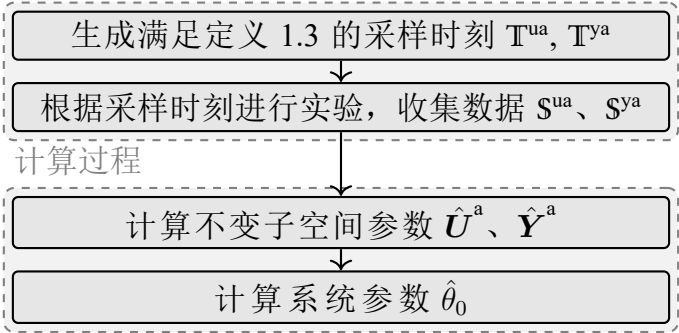 生成满足定义 1.3 的采样时刻 𝕋ᵘᵃ, 𝕋ʸᵃ
根据采样时刻进行实验，收集数据 𝕊ᵘᵃ、𝕊ʸᵃ
计算过程
计算不变子空间参数 Û^a、Ŷ^a
计算系统参数 θ̂₀